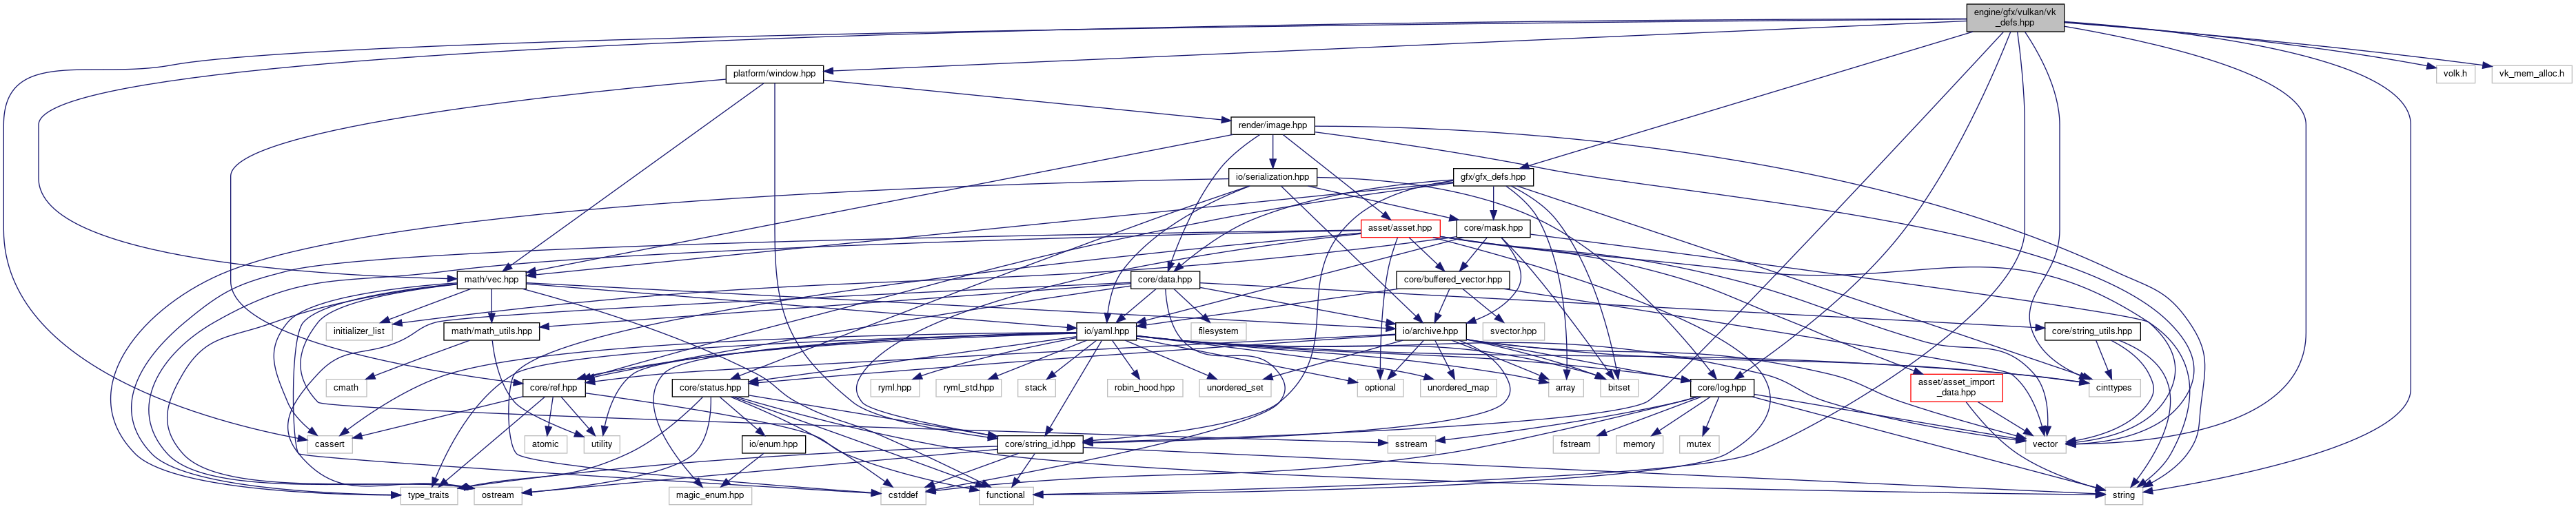 engine/gfx/vulkan/vk
_defs.hpp
platform/window.hpp
volk.h
vk_mem_alloc.h
render/image.hpp
io/serialization.hpp
gfx/gfx_defs.hpp
asset/asset.hpp
core/mask.hpp
math/vec.hpp
core/data.hpp
core/buffered_vector.hpp
initializer_list
math/math_utils.hpp
io/yaml.hpp
filesystem
io/archive.hpp
svector.hpp
core/string_utils.hpp
cmath
core/ref.hpp
core/status.hpp
ryml.hpp
ryml_std.hpp
stack
robin_hood.hpp
unordered_set
optional
unordered_map
array
bitset
core/log.hpp
asset/asset_import
_data.hpp
cinttypes
cassert
atomic
utility
io/enum.hpp
core/string_id.hpp
sstream
fstream
memory
mutex
vector
type_traits
ostream
magic_enum.hpp
cstddef
functional
string